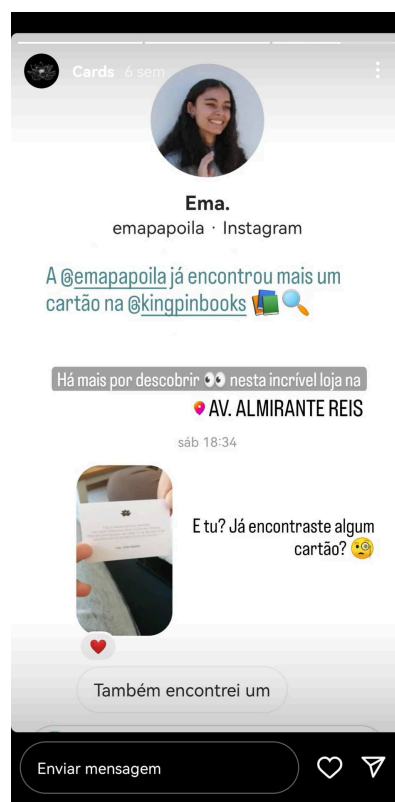 Cards 6 sem
Ema.
emapapoila · Instagram
A @emapapoila já encontrou mais um
cartão na @kingpinbooks
Há mais por descobrir 👀 nesta incrível loja na
AV. ALMIRANTE REIS
sáb 18:34
E tu? Já encontraste algum
cartão? 🧐
Também encontrei um
Enviar mensagem